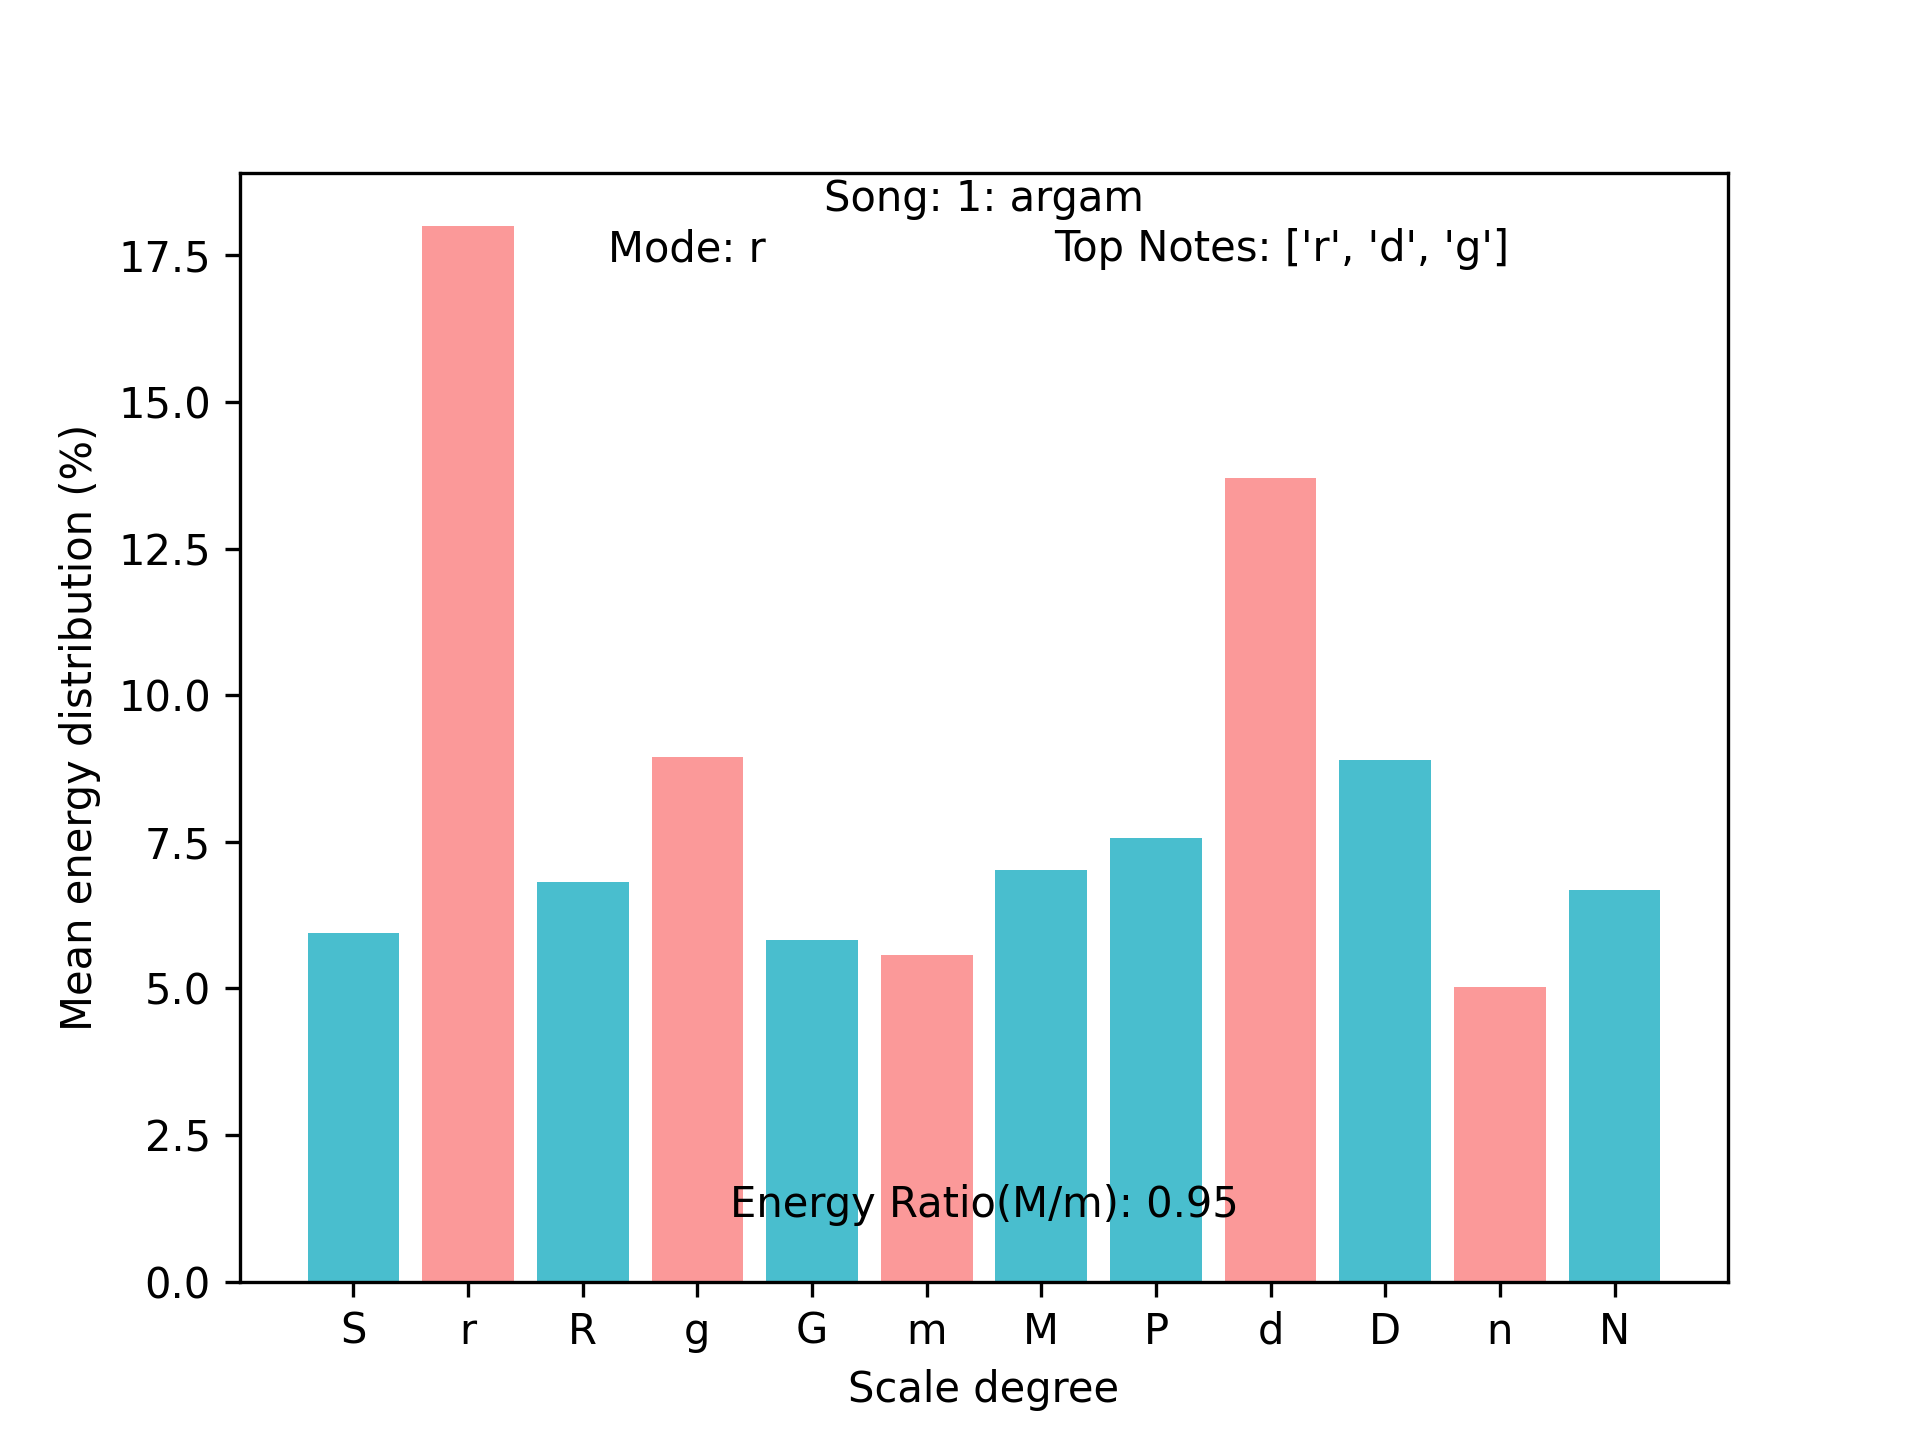 Song: 1: argam
Mode: r
Top Notes: ['r', 'd', 'g']
Mean energy distribution (%)
17.5
15.0
12.5
10.0
7.5
5.0
2.5
0.0
Energy Ratio(M/m): 0.95
S r R g G m M P d D n N
Scale degree